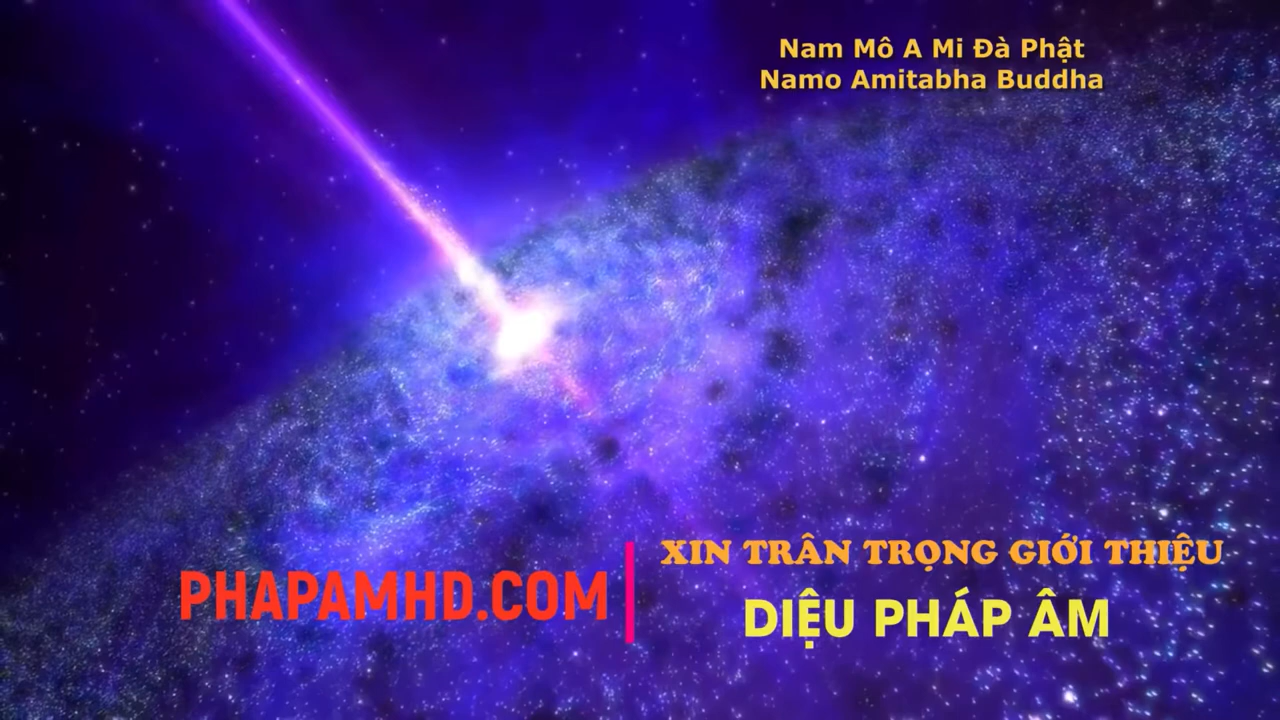 Nam Mô A Mi Đà Phật
Namo Amitabha Buddha
PHAPAMHD.COM
XIN TRÂN TRỌNG GIỚI THIỆU
DIỆU PHÁP ÂM